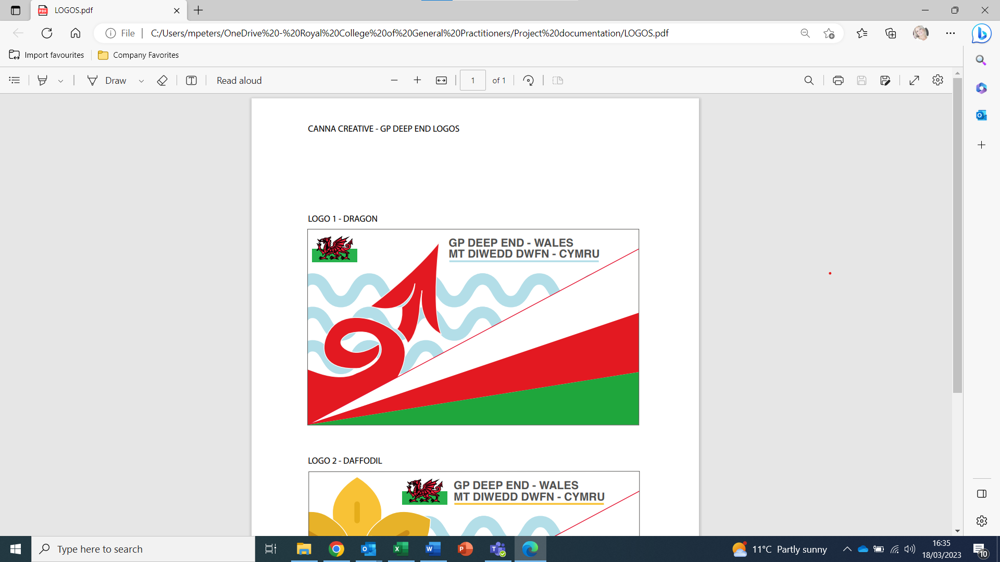 LOGOS.pdf
File
C:/Users/mpeters/OneDrive%20-%20Royal%20College%20of%20General%20Practitioners/Project%20documentation/LOGOS.pdf
Import favourites
Company Favorites
Draw
Read aloud
1
of 1
CANNA CREATIVE - GP DEEP END LOGOS
LOGO 1 - DRAGON
GP DEEP END - WALES
MT DIWEDD DWFN - CYMRU
LOGO 2 - DAFFODIL
GP DEEP END - WALES
MT DIWEDD DWFN - CYMRU
Type here to search
11°C Partly sunny
16:35
18/03/2023
10